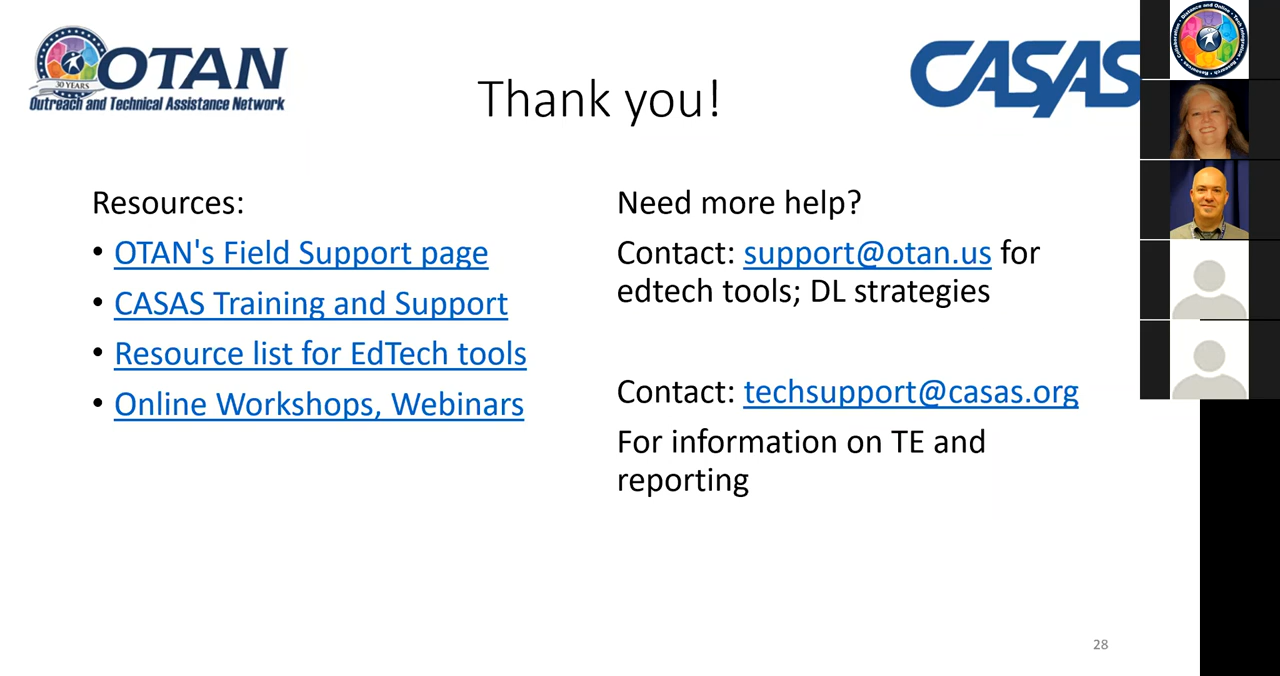 OTAN
30 YEARS
Outreach and Technical Assistance Network
CASAS
Thank you!
Resources:
• OTAN's Field Support page
• CASAS Training and Support
• Resource list for EdTech tools
• Online Workshops, Webinars
Need more help?
Contact: support@otan.us for
edtech tools; DL strategies
Contact: techsupport@casas.org
For information on TE and
reporting
28